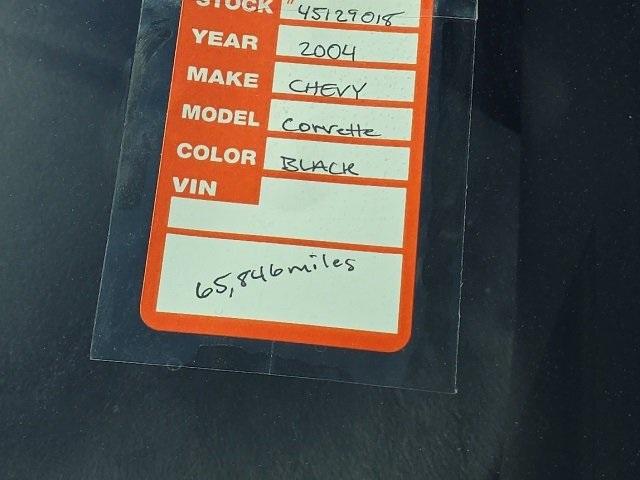 STOCK "45129018
YEAR 2004
MAKE CHEVY
MODEL Corvette
COLOR BLACK
VIN
65,846 miles